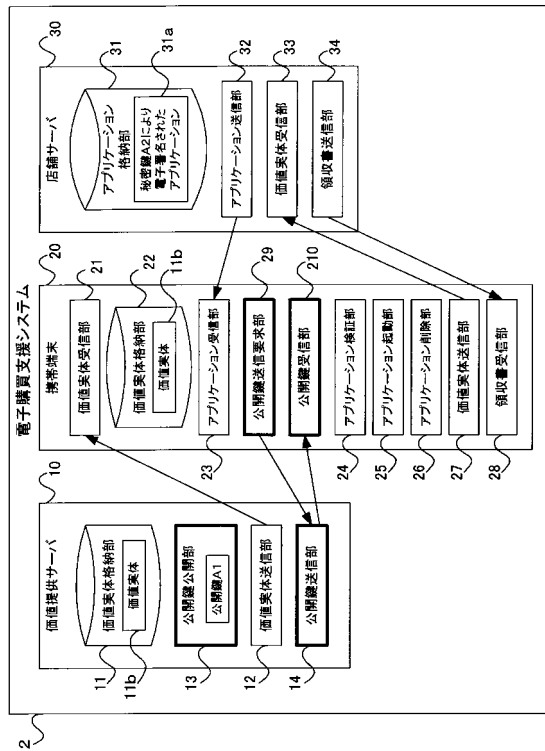 電子購買支援システム
2
10
価値提供サーバ
価値実体格納部
価値実体
11
11b
公開鍵公開部
公開鍵A1
13
価値実体送信部
12
公開鍵送信部
14
20
携帯端末
価値実体受信部
21
価値実体格納部
22
価値実体
11b
アプリケーション受信部
23
公開鍵送信要求部
29
公開鍵受信部
210
アプリケーション検証部
24
アプリケーション起動部
25
アプリケーション削除部
26
価値実体送信部
27
領収書受信部
28
30
店舗サーバ
アプリケーション
格納部
31
秘密鍵A2により
電子署名された
アプリケーション
31a
アプリケーション送信部
32
価値実体受信部
33
領収書送信部
34